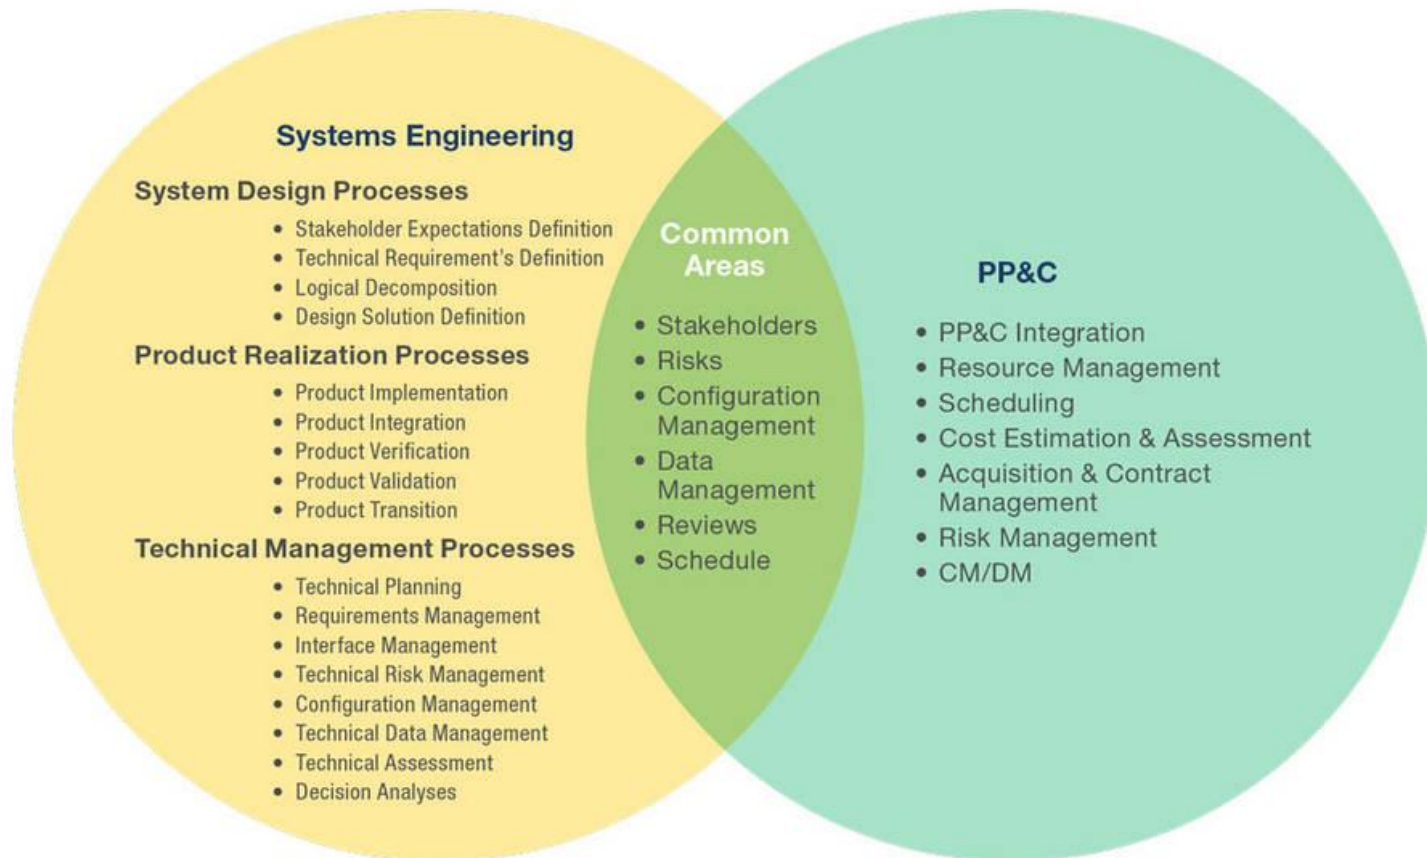 Systems Engineering
System Design Processes
• Stakeholder Expectations Definition
• Technical Requirement's Definition
• Logical Decomposition
• Design Solution Definition
Product Realization Processes
• Product Implementation
• Product Integration
• Product Verification
• Product Validation
• Product Transition
Technical Management Processes
• Technical Planning
• Requirements Management
• Interface Management
• Technical Risk Management
• Configuration Management
• Technical Data Management
• Technical Assessment
• Decision Analyses
Common
Areas
• Stakeholders
• Risks
• Configuration
Management
• Data
Management
• Reviews
• Schedule
PP&C
• PP&C Integration
• Resource Management
• Scheduling
• Cost Estimation & Assessment
• Acquisition & Contract
Management
• Risk Management
• CM/DM